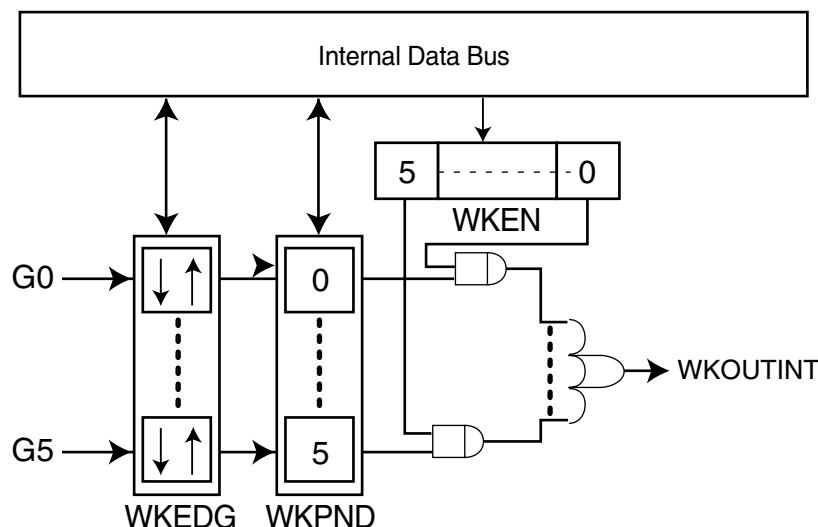 Internal Data Bus
5 0
WKEN
G0
0
WKOUTINT
G5
5
WKEDG WKPND